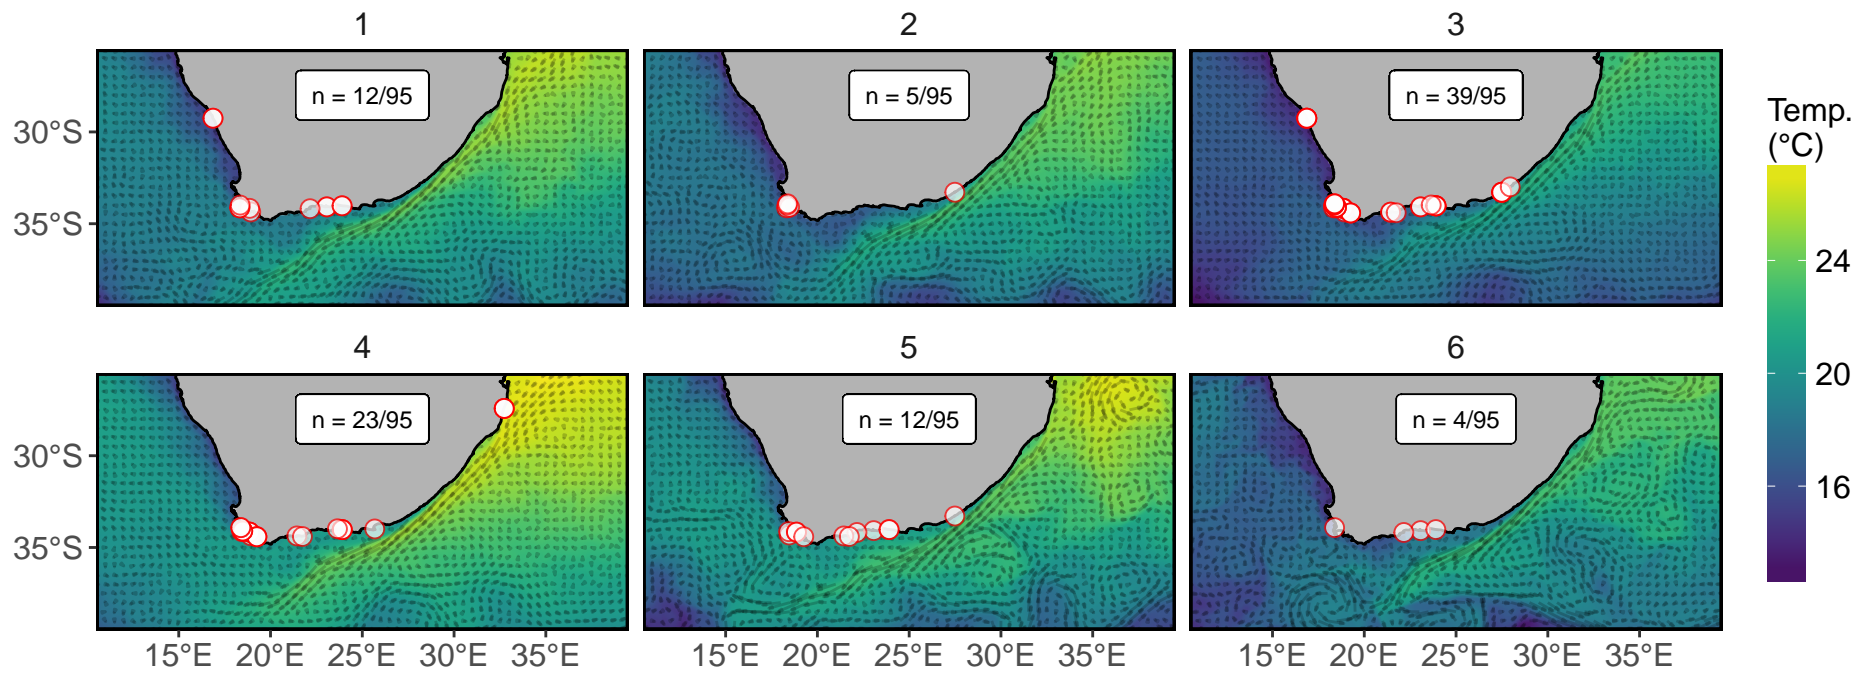 1 2 3
n = 12/95 n = 5/95 n = 39/95
Temp.
(°C)
30°S
35°S
24
20
16
4 5 6
n = 23/95 n = 12/95 n = 4/95
30°S
35°S
15°E 20°E 25°E 30°E 35°E 15°E 20°E 25°E 30°E 35°E 15°E 20°E 25°E 30°E 35°E